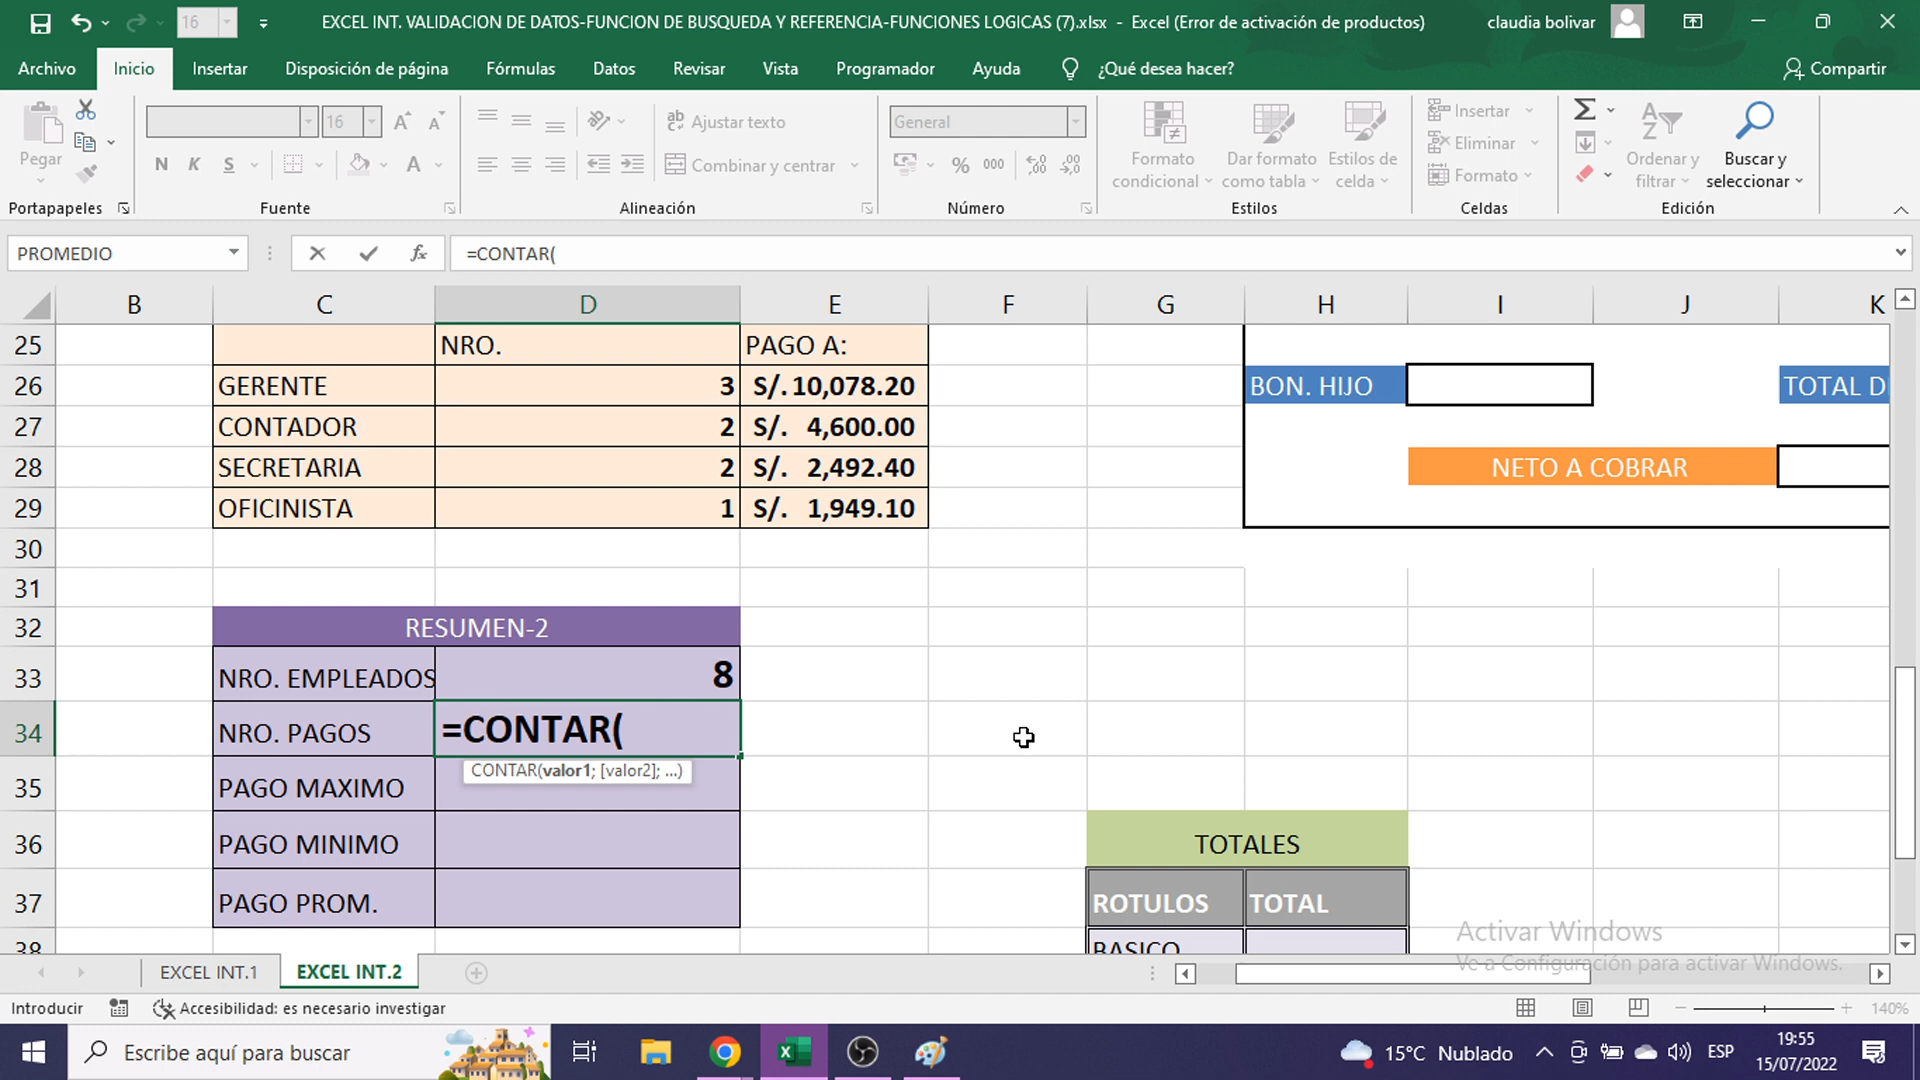 16
EXCEL INT. VALIDACION DE DATOS-FUNCION DE BUSQUEDA Y REFERENCIA-FUNCIONES LOGICAS (7).xlsx - Excel (Error de activación de productos)
claudia bolivar
Archivo Inicio Insertar Disposición de página Fórmulas Datos Revisar Vista Programador Ayuda ¿Qué desea hacer? Compartir
Pegar
Portapapeles
16 A A
N K S A
Fuente
ab Ajustar texto
Combinar y centrar
Alineación
General
% 000
Número
Formato condicional
Dar formato como tabla
Estilos de celda
Estilos
Insertar
Eliminar
Formato
Celdas
Ordenar y filtrar
Buscar y seleccionar
Edición
PROMEDIO fx =CONTAR(
B C D E F G H I J K
25 NRO. PAGO A:
26 GERENTE 3 S/. 10,078.20 BON. HIJO TOTAL D
27 CONTADOR 2 S/. 4,600.00
28 SECRETARIA 2 S/. 2,492.40 NETO A COBRAR
29 OFICINISTA 1 S/. 1,949.10
30
31
32 RESUMEN-2
33 NRO. EMPLEADOS 8
34 NRO. PAGOS =CONTAR(
CONTAR(valor1; [valor2]; ...)
35 PAGO MAXIMO
36 PAGO MINIMO TOTALES
37 PAGO PROM. ROTULOS TOTAL
38 BASICO
Activar Windows
Ve a Configuración para activar Windows.
EXCEL INT.1 EXCEL INT.2
Introducir Accesibilidad: es necesario investigar 140%
Escribe aquí para buscar
15°C Nublado ESP
19:55
15/07/2022